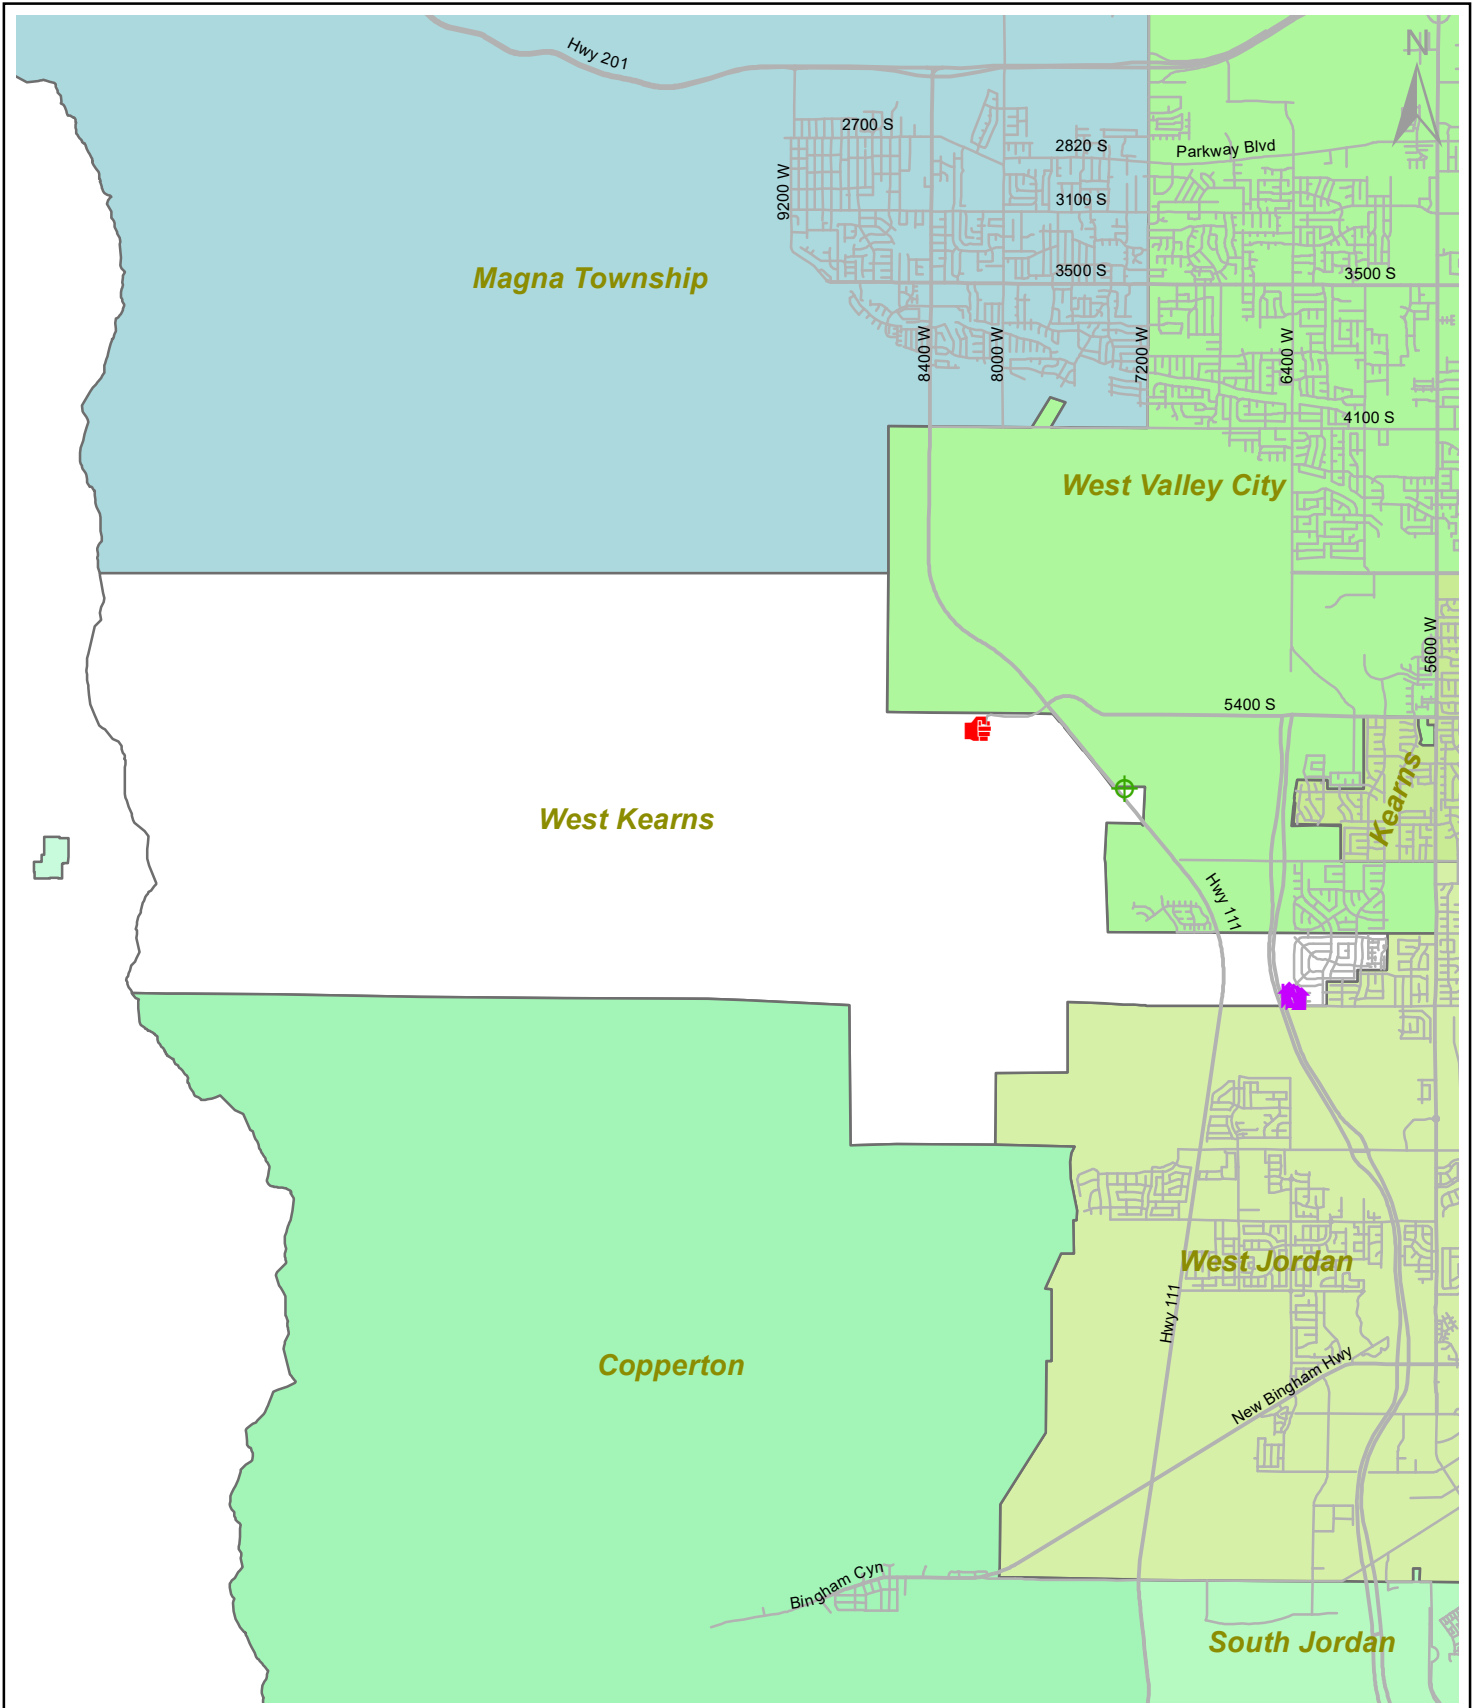 N
Hwy 201
2700 S
2820 S
Parkway Blvd
9200 W
3100 S
Magna Township
3500 S
3500 S
8400 W
8000 W
7200 W
6400 W
4100 S
West Valley City
5600 W
5400 S
West Kearns
Kearns
Hwy 111
West Jordan
Hwy 111
Copperton
New Bingham Hwy
Bingham Cyn
South Jordan